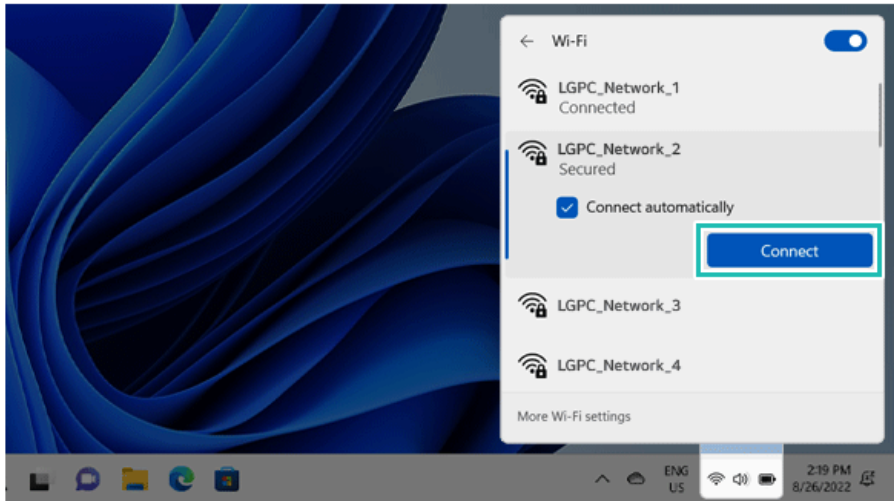 Wi-Fi
LGPC_Network_1
Connected
LGPC_Network_2
Secured
Connect automatically
Connect
LGPC_Network_3
LGPC_Network_4
More Wi-Fi settings
ENG
US
2:19 PM
8/26/2022